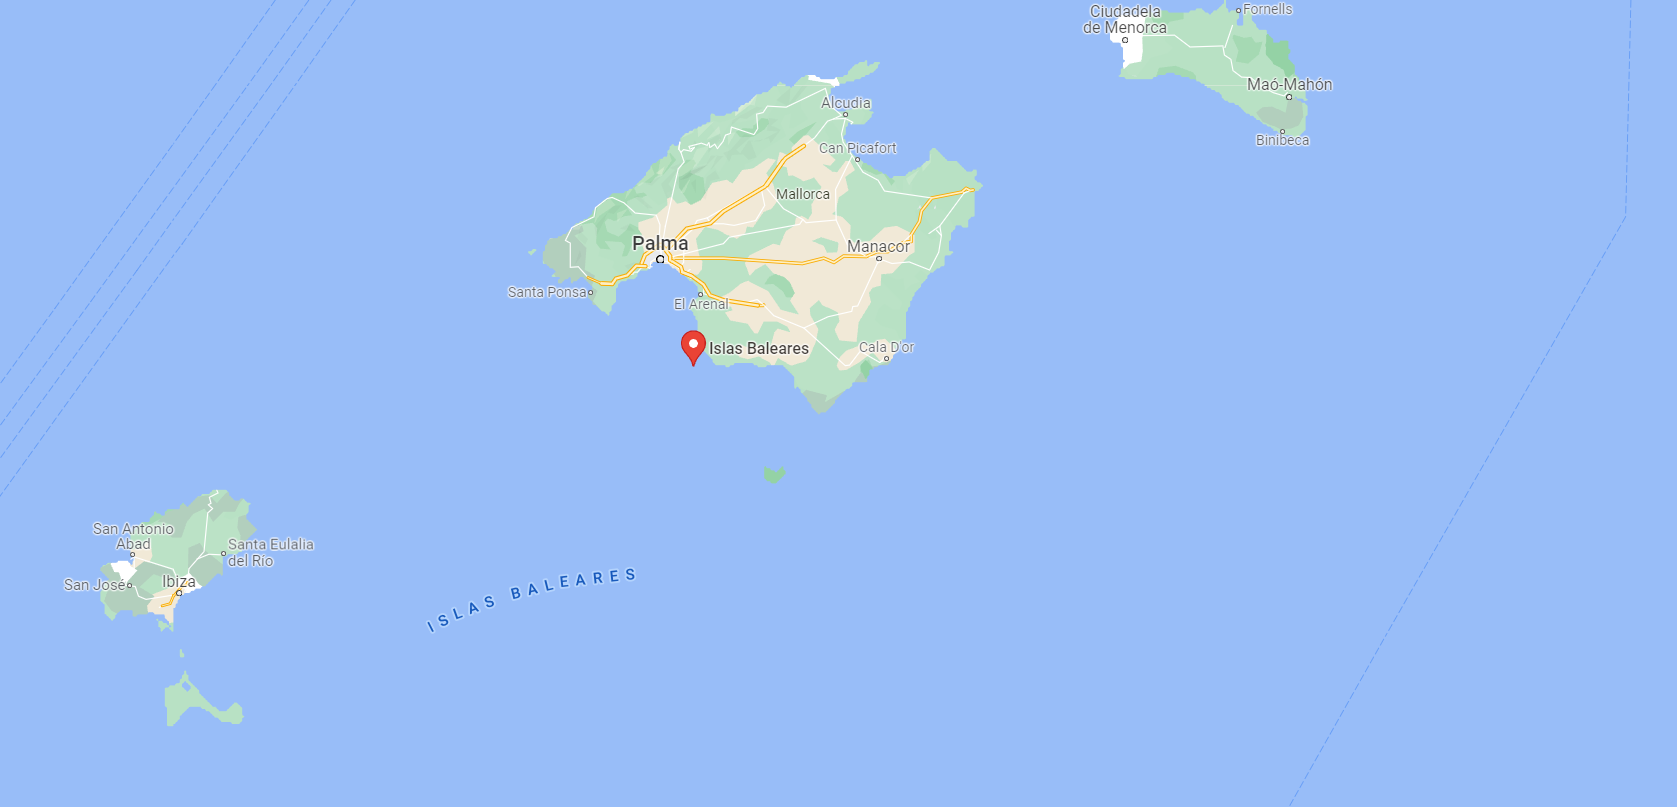 Ciudadela
de Menorca
Fornells
Maó-Mahón
Binibeca
Alcudia
Can Picafort
Mallorca
Palma
Manacor
Santa Ponsa
El Arenal
Islas Baleares
Cala D'or
San Antonio
Abad
Santa Eulalia
del Río
San José
Ibiza
ISLAS BALEARES